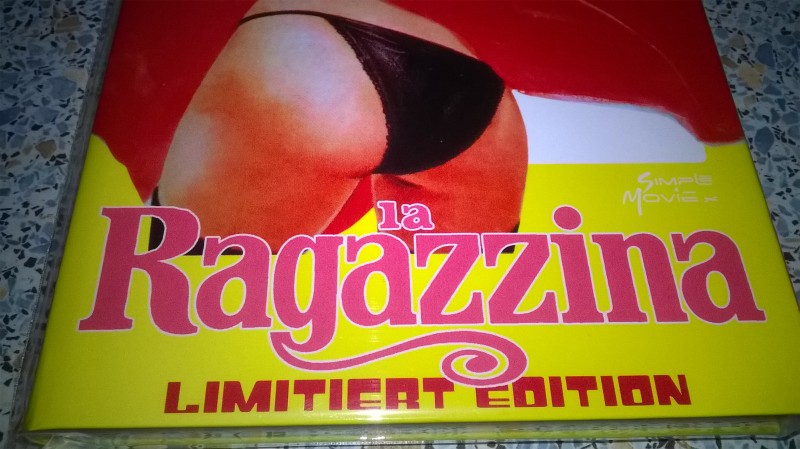 SIMPLE
MOVIE
la
Ragazzina
LIMITIERT EDITION